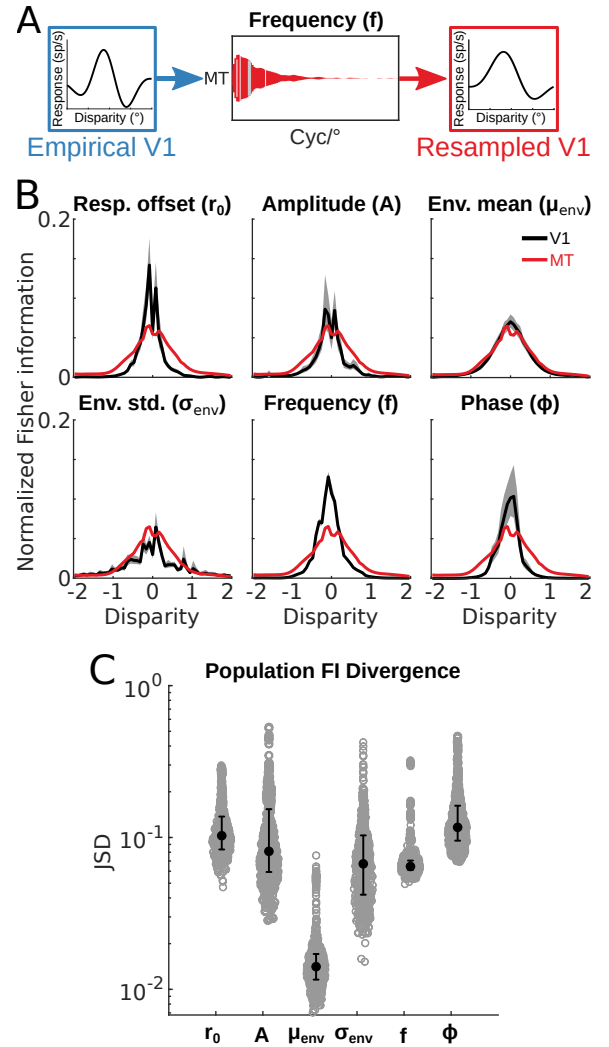 A
Frequency (f)
Response (sp/s)
Disparity (°)
Empirical V1
MT
Cyc/°
Response (sp/s)
Disparity (°)
Resampled V1
B
Normalized Fisher information
Resp. offset (r₀)
Amplitude (A)
Env. mean (μₑₙᵥ)
0.2
0
V1
MT
Env. std. (σₑₙᵥ)
Frequency (f)
Phase (ϕ)
0.2
0
-2 -1 0 1 2
-2 -1 0 1 2
-2 -1 0 1 2
Disparity
Disparity
Disparity
C
Population FI Divergence
JSD
10⁰
10⁻¹
10⁻²
r₀ A μₑₙᵥ σₑₙᵥ f ϕ